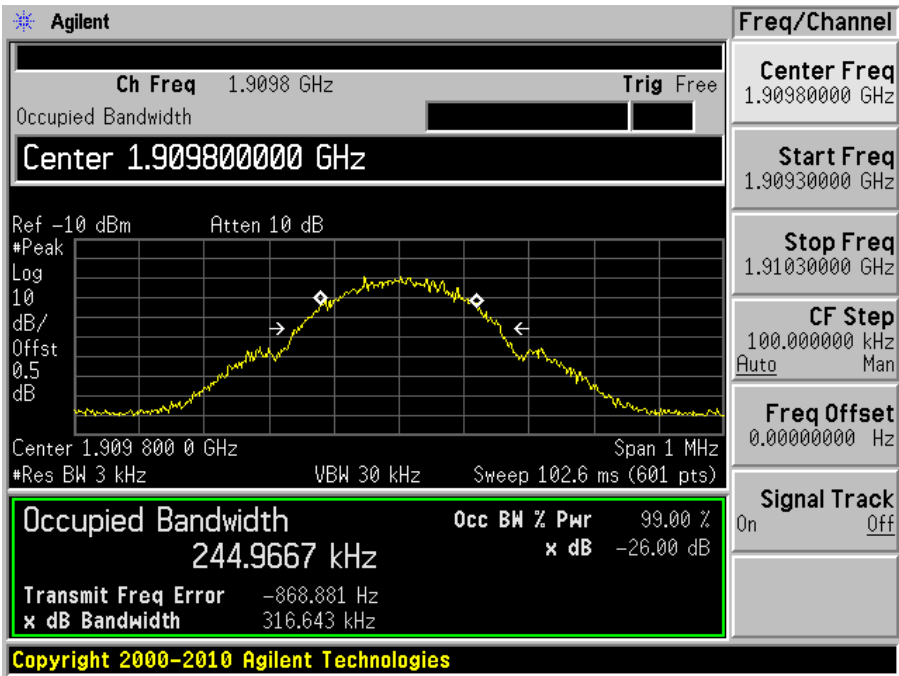 Agilent
Freq/Channel
Ch Freq 1.9098 GHz Trig Free
Occupied Bandwidth
Center 1.909800000 GHz
Center Freq
1.90980000 GHz
Start Freq
1.90930000 GHz
Stop Freq
1.91030000 GHz
CF Step
100.000000 kHz
Auto Man
Freq Offset
0.00000000 Hz
Signal Track
On Off
Ref -10 dBm Atten 10 dB
#Peak
Log
10
dB/
Offst
0.5
dB
Center 1.909 800 0 GHz Span 1 MHz
#Res BW 3 kHz VBW 30 kHz Sweep 102.6 ms (601 pts)
Occupied Bandwidth Occ BW % Pwr 99.00 %
244.9667 kHz x dB -26.00 dB
Transmit Freq Error -868.881 Hz
x dB Bandwidth 316.643 kHz
Copyright 2000-2010 Agilent Technologies